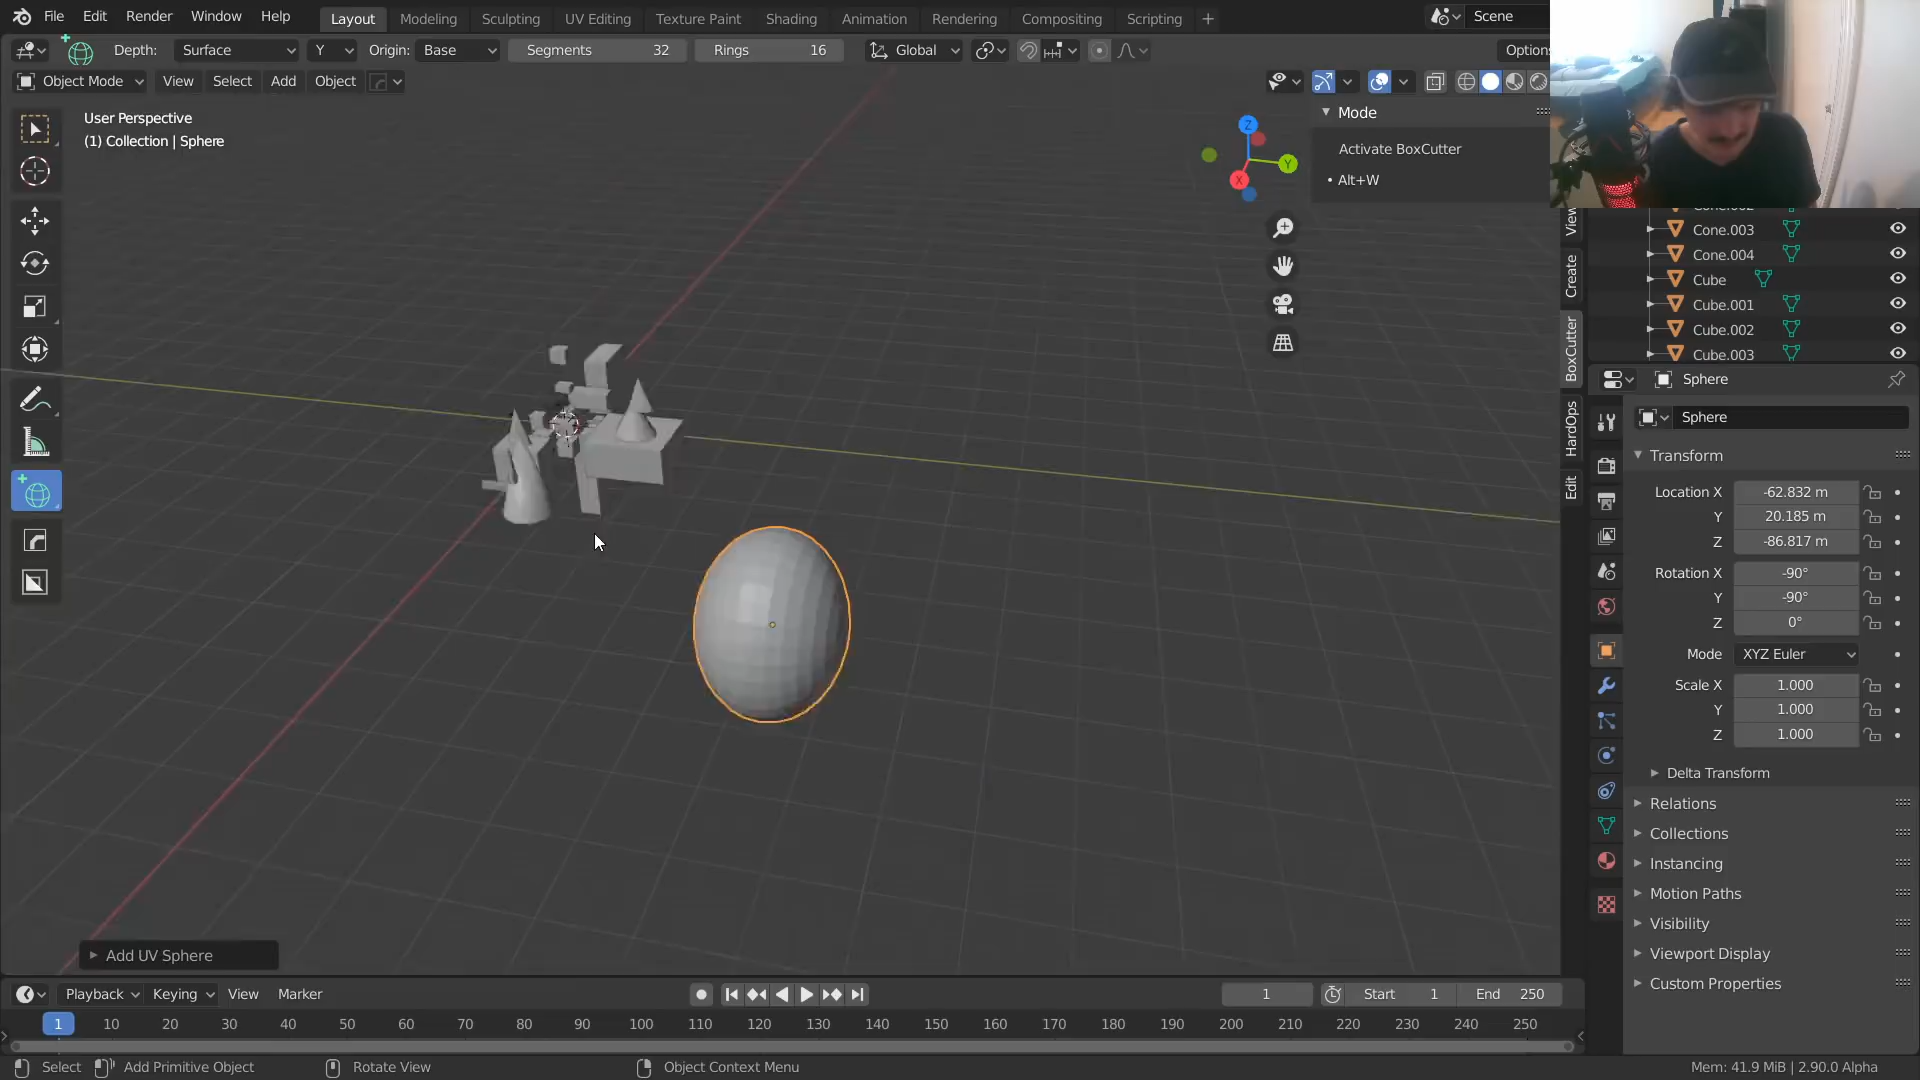 File Edit Render Window Help Layout Modeling Sculpting UV Editing Texture Paint Shading Animation Rendering Compositing Scripting + Scene
Depth: Surface Y Origin: Base Segments 32 Rings 16 Global Options
Object Mode View Select Add Object
User Perspective
(1) Collection | Sphere
Z
Y
X
Mode
Activate BoxCutter
• Alt+W
View
Create
BoxCutter
HardOps
Edit
Cone.003
Cone.004
Cube
Cube.001
Cube.002
Cube.003
Sphere
Sphere
Transform
Location X -62.832 m
Y 20.185 m
Z -86.817 m
Rotation X -90°
Y -90°
Z 0°
Mode XYZ Euler
Scale X 1.000
Y 1.000
Z 1.000
Delta Transform
Relations
Collections
Instancing
Motion Paths
Visibility
Viewport Display
Custom Properties
Add UV Sphere
Playback Keying View Marker 1 Start 1 End 250
1 10 20 30 40 50 60 70 80 90 100 110 120 130 140 150 160 170 180 190 200 210 220 230 240 250
Select Add Primitive Object Rotate View Object Context Menu Mem: 41.9 MiB | 2.90.0 Alpha